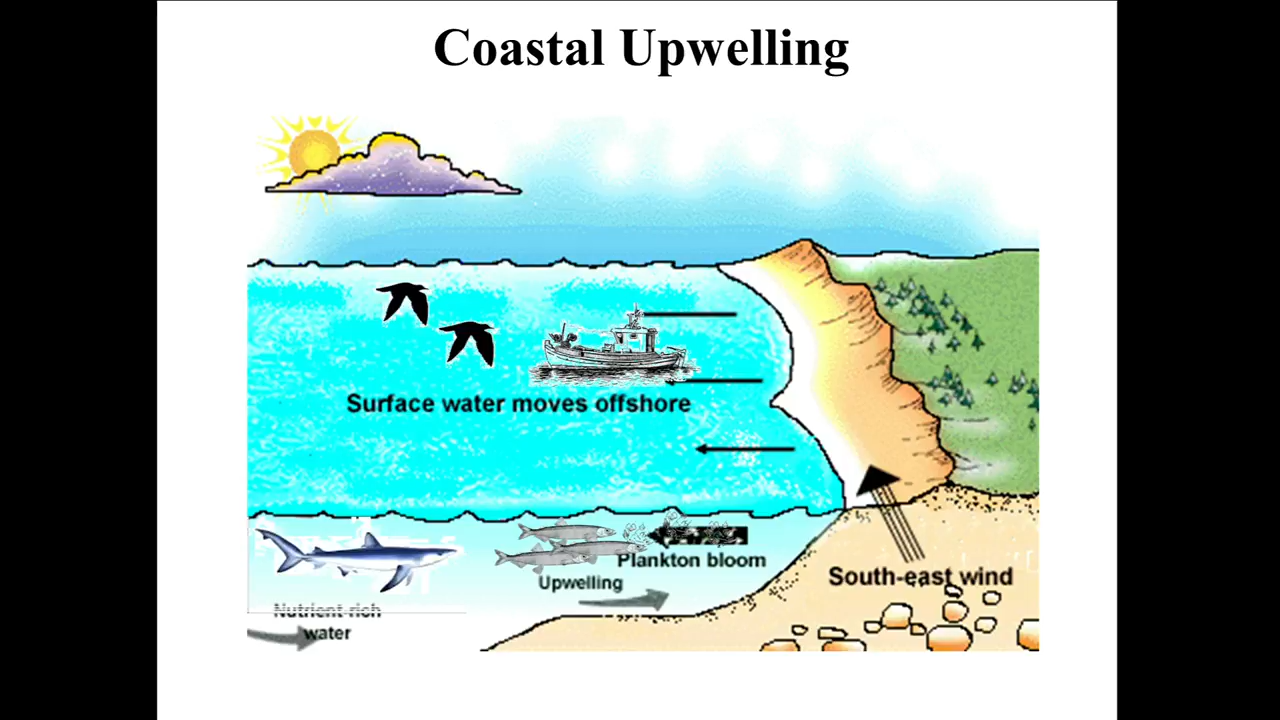 Coastal Upwelling
Surface water moves offshore
Plankton bloom
Upwelling
South-east wind
Nutrient-rich
water